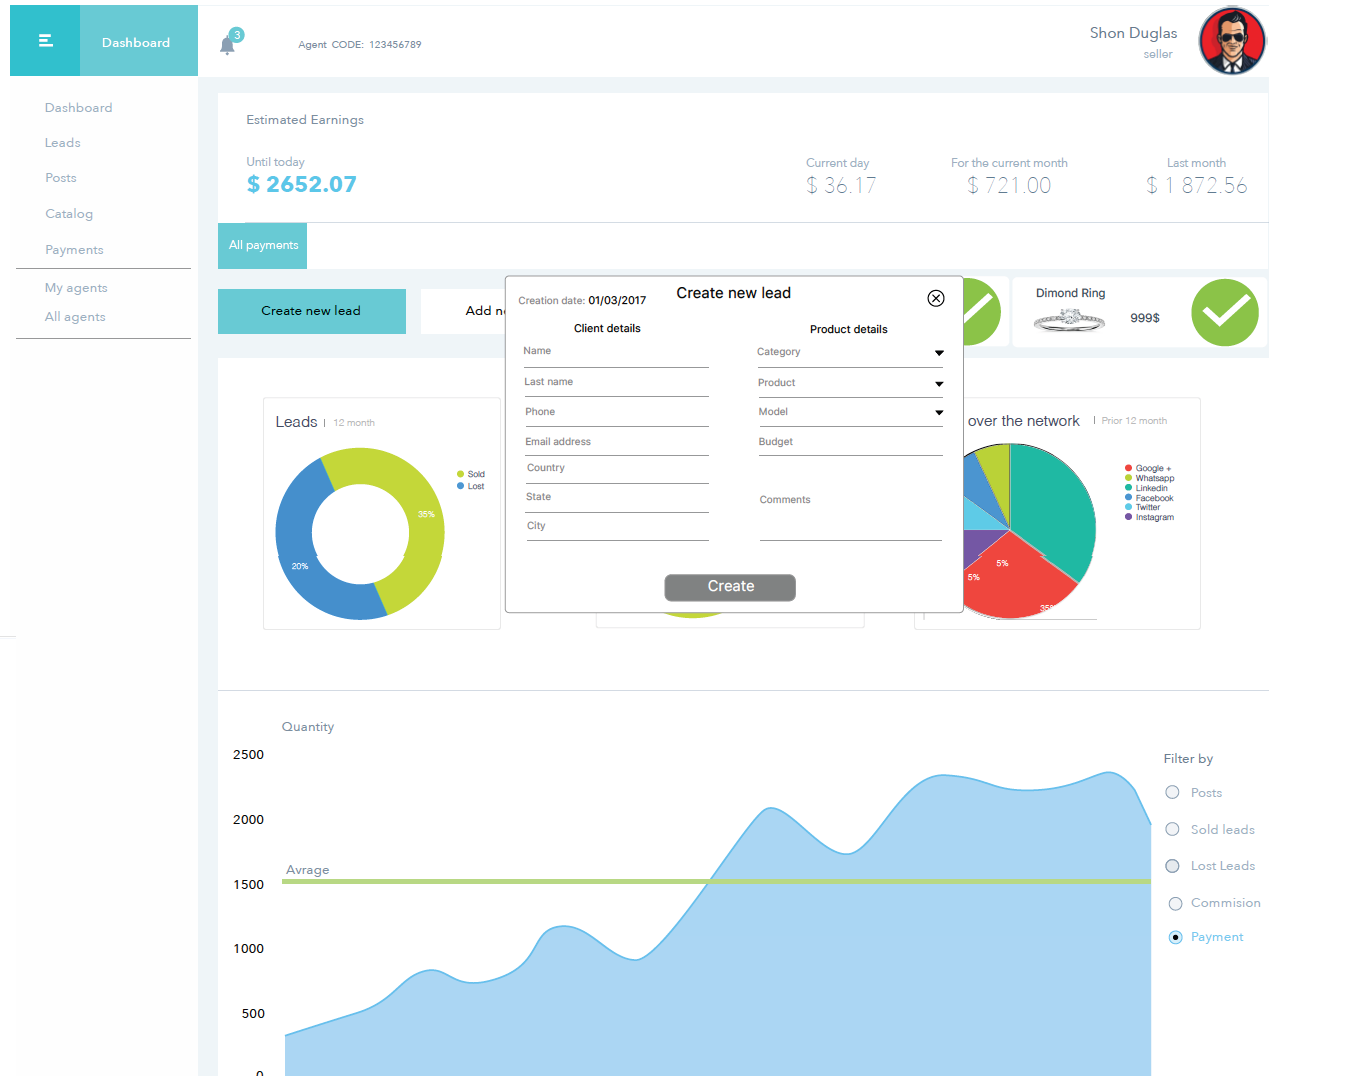 Dashboard
3
Agent CODE: 123456789
Shon Duglas
seller
Dashboard
Leads
Posts
Catalog
Payments
My agents
All agents
Estimated Earnings
Until today
$ 2652.07
Current day
$ 36.17
For the current month
$ 721.00
Last month
$ 1 872.56
All payments
Create new lead
Add n
Dimond Ring
999$
Creation date: 01/03/2017
Create new lead
Client details
Name
Last name
Phone
Email address
Country
State
City
Product details
Category
Product
Model
Budget
Comments
Create
Leads | 12 month
Sold
Lost
35%
20%
over the network | Prior 12 month
Google +
Whatsapp
Linkedin
Facebook
Twitter
Instagram
5%
5%
35
Quantity
2500
2000
Avrage
1500
1000
500
0
Filter by
Posts
Sold leads
Lost Leads
Commision
Payment